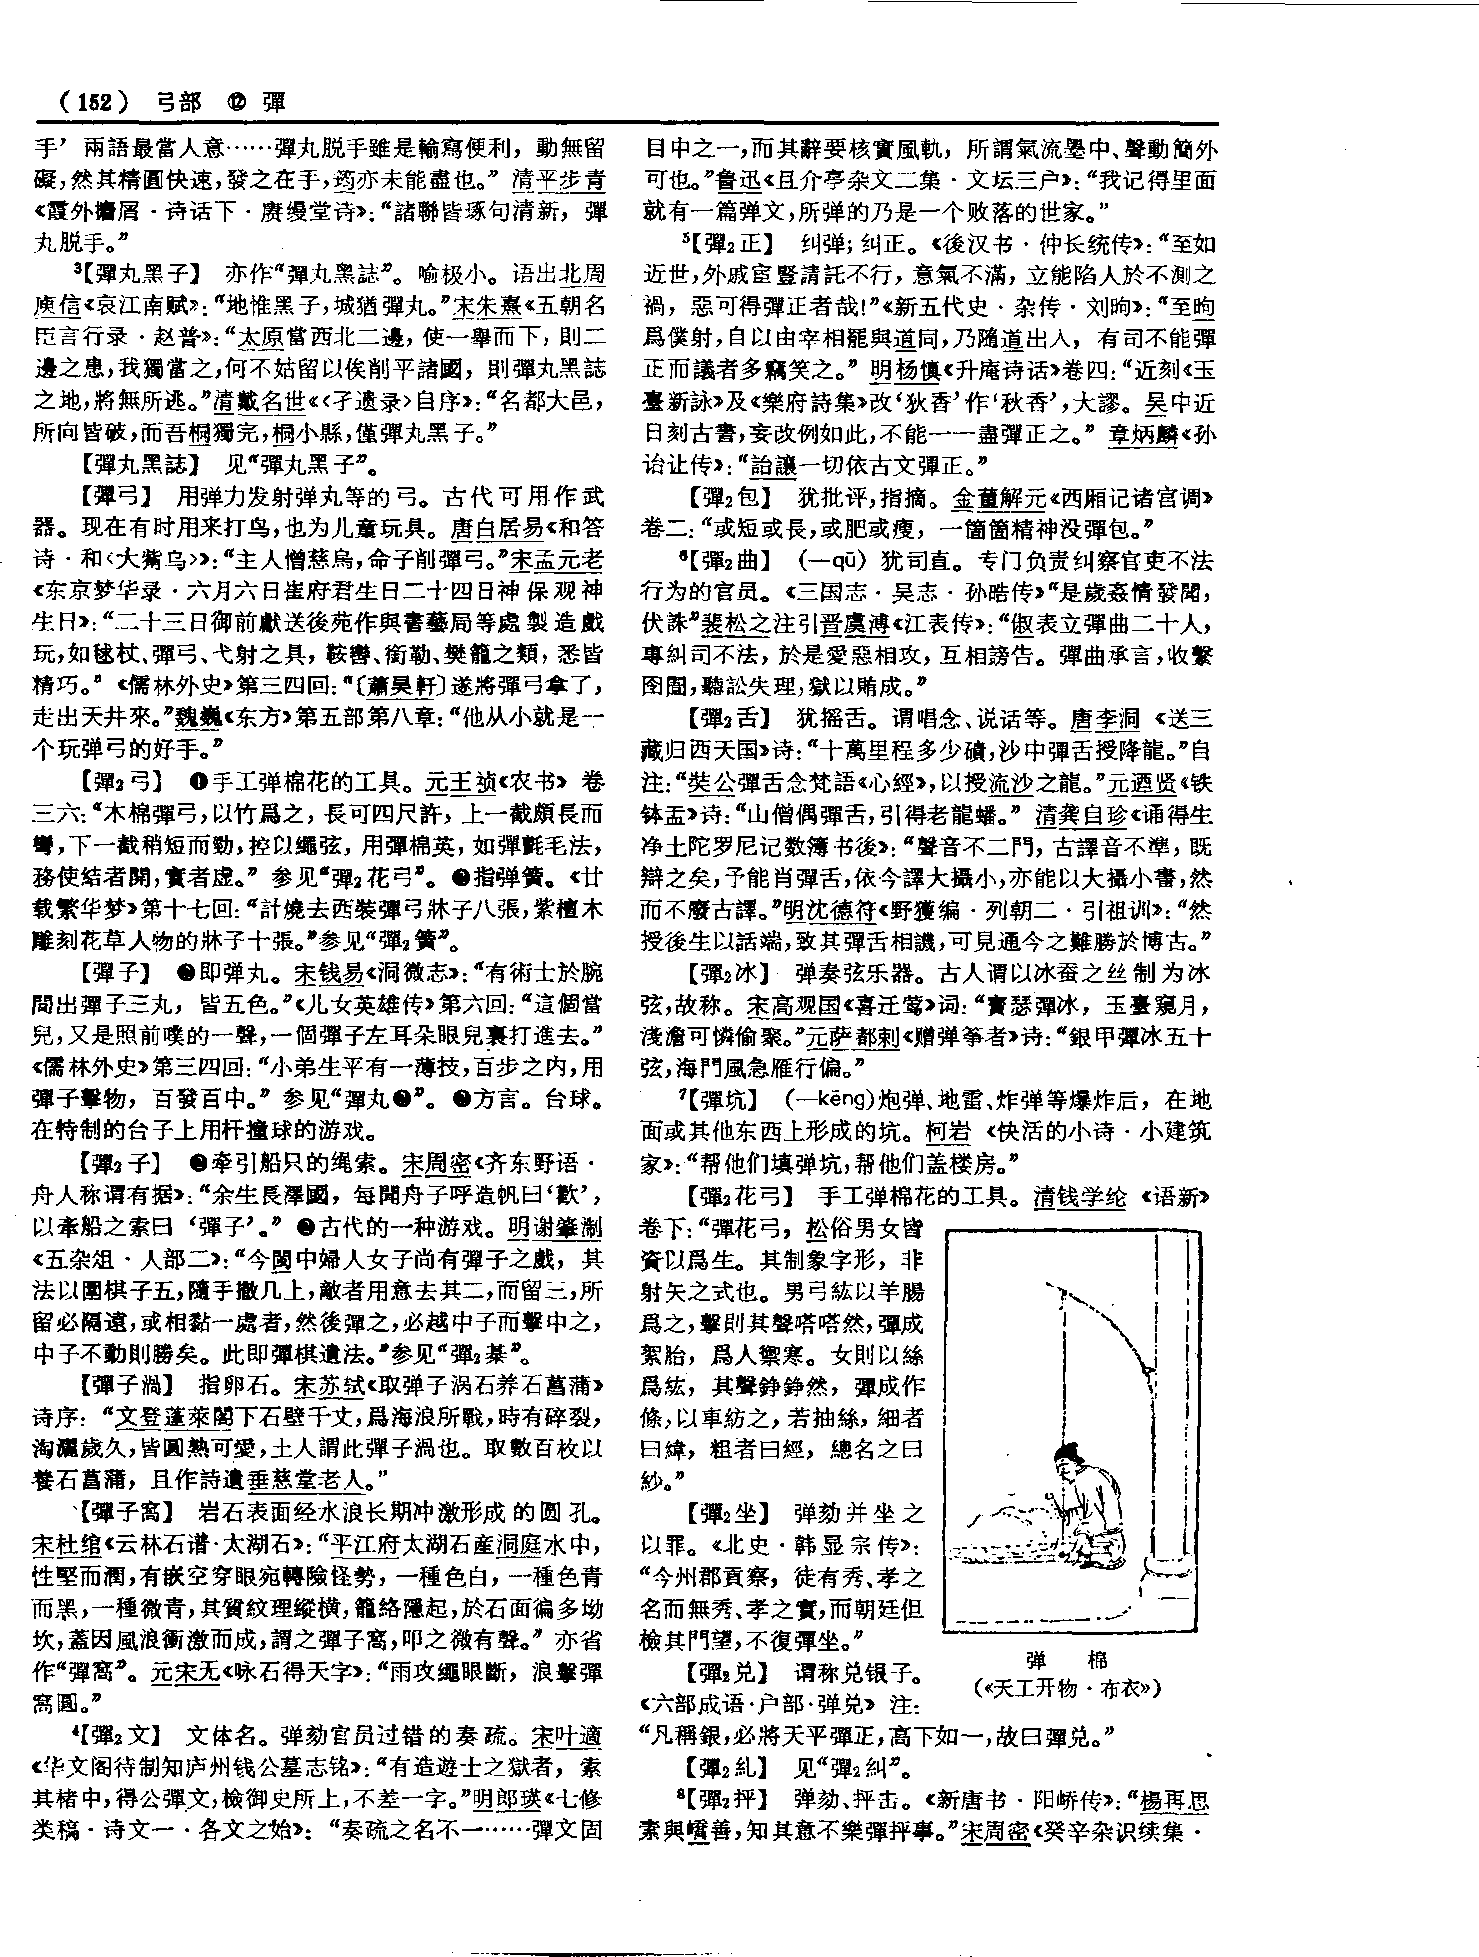 (152) 弓部 ⑫ 彈
手’兩語最當人意……彈丸脱手雖是輸寫便利，動無留
礙，然其精圓快速，發之在手，筠亦未能盡也。”清平步青
《霞外攟屑·诗话下·赓缦堂诗》：“諸聯皆琢句清新，彈
丸脱手。”
³【彈丸黑子】 亦作“彈丸黑誌”。喻极小。语出北周
庾信《哀江南赋》：“地惟黑子，城猶彈丸。”宋朱熹《五朝名
臣言行录·赵普》：“太原當西北二邊，使一舉而下，則二
邊之患，我獨當之，何不姑留以俟削平諸國，則彈丸黑誌
之地，將無所逃。”清戴名世《〈孑遗录〉自序》：“名都大邑，
所向皆破，而吾桐獨完，桐小縣，僅彈丸黑子。”
【彈丸黑誌】 见“彈丸黑子”。
【彈弓】 用弹力发射弹丸等的弓。古代可用作武
器。现在有时用来打鸟，也为儿童玩具。唐白居易《和答
诗·和〈大觜乌〉》：“主人憎慈烏，命子削彈弓。”宋孟元老
《东京梦华录·六月六日崔府君生日二十四日神保观神
生日》：“二十三日御前獻送後苑作與書藝局等處製造戲
玩，如毬杖、彈弓、弋射之具，鞍轡、銜勒、樊籠之類，悉皆
精巧。”《儒林外史》第三四回：“〔蕭昊軒〕遂將彈弓拿了，
走出天井來。”魏巍《东方》第五部第八章：“他从小就是一
个玩弹弓的好手。”
【彈₂弓】 ❶手工弹棉花的工具。元王祯《农书》卷
三六：“木棉彈弓，以竹爲之，長可四尺許，上一截頗長而
彎，下一截稍短而勁，控以繩弦，用彈棉英，如彈氈毛法，
務使結者開，實者虛。”参见“彈₂花弓”。❷指弹簧。《廿
载繁华梦》第十七回：“計燒去西裝彈弓牀子八張，紫檀木
雕刻花草人物的牀子十張。”参见“彈₂簧”。
【彈子】 ❶即弹丸。宋钱易《洞微志》：“有術士於腕
間出彈子三丸，皆五色。”《儿女英雄传》第六回：“這個當
兒，又是照前噗的一聲，一個彈子左耳朵眼兒裏打進去。”
《儒林外史》第三四回：“小弟生平有一薄技，百步之内，用
彈子擊物，百發百中。”参见“彈丸❶”。❷方言。台球。
在特制的台子上用杆撞球的游戏。
【彈₂子】 ❶牵引船只的绳索。宋周密《齐东野语·
舟人称谓有据》：“余生長澤國，每聞舟子呼造帆曰‘歡’，
以牽船之索曰‘彈子’。”❷古代的一种游戏。明谢肇淛
《五杂俎·人部二》：“今閩中婦人女子尚有彈子之戲，其
法以圍棋子五，隨手撒几上，敵者用意去其二，而留三，所
留必隔遠，或相黏一處者，然後彈之，必越中子而擊中之，
中子不動則勝矣。此即彈棋遺法。”参见“彈₂棊”。
【彈子渦】 指卵石。宋苏轼《取弹子涡石养石菖蒲》
诗序：“文登蓬萊閣下石壁千丈，爲海浪所戰，時有碎裂，
淘灑歲久，皆圓熟可愛，土人謂此彈子渦也。取數百枚以
養石菖蒲，且作詩遺垂慈堂老人。”
【彈子窩】 岩石表面经水浪长期冲激形成的圆孔。
宋杜绾《云林石谱·太湖石》：“平江府太湖石産洞庭水中，
性堅而潤，有嵌空穿眼宛轉險怪勢，一種色白，一種色青
而黑，一種微青，其質紋理縱横，籠絡隱起，於石面徧多坳
坎，蓋因風浪衝激而成，謂之彈子窩，叩之微有聲。”亦省
作“彈窩”。元宋无《咏石得天字》：“雨攻繩眼斷，浪擊彈
窩圓。”
⁴【彈₂文】 文体名。弹劾官员过错的奏疏。宋叶適
《华文阁待制知庐州钱公墓志铭》：“有造遊士之獄者，索
其楮中，得公彈文，檢御史所上，不差一字。”明郎瑛《七修
类稿·诗文一·各文之始》：“奏疏之名不一……彈文固
目中之一，而其辭要核實風軌，所謂氣流墨中、聲動簡外
可也。”鲁迅《且介亭杂文二集·文坛三户》：“我记得里面
就有一篇弹文，所弹的乃是一个败落的世家。”
⁵【彈₂正】 纠弹；纠正。《後汉书·仲长统传》：“至如
近世，外戚宦豎請託不行，意氣不滿，立能陷人於不測之
禍，惡可得彈正者哉！”《新五代史·杂传·刘昫》：“至昫
爲僕射，自以由宰相罷與道同，乃隨道出入，有司不能彈
正而議者多竊笑之。”明杨慎《升庵诗话》卷四：“近刻《玉
臺新詠》及《樂府詩集》改‘狄香’作‘秋香’，大謬。吴中近
日刻古書，妄改例如此，不能一一盡彈正之。”章炳麟《孙
诒让传》：“詒讓一切依古文彈正。”
【彈₂包】 犹批评，指摘。金董解元《西厢记诸宫调》
卷二：“或短或長，或肥或瘦，一箇箇精神没彈包。”
⁶【彈₂曲】 （—qū）犹司直。专门负责纠察官吏不法
行为的官员。《三国志·吴志·孙皓传》“是歲姦情發聞，
伏誅”裴松之注引晋虞溥《江表传》：“俶表立彈曲二十人，
專糾司不法，於是愛惡相攻，互相謗告。彈曲承言，收繫
囹圄，聽訟失理，獄以賄成。”
【彈₂舌】 犹摇舌。谓唱念、说话等。唐李洞《送三
藏归西天国》诗：“十萬里程多少磧，沙中彈舌授降龍。”自
注：“奘公彈舌念梵語《心經》，以授流沙之龍。”元迺贤《铁
钵盂》诗：“山僧偶彈舌，引得老龍蟠。”清龚自珍《诵得生
净土陀罗尼记数簿书後》：“聲音不二門，古譯音不準，既
辯之矣，予能肖彈舌，依今譯大攝小，亦能以大攝小書，然
而不廢古譯。”明沈德符《野獲编·列朝二·引祖训》：“然
授後生以話端，致其彈舌相譏，可見通今之難勝於博古。”
【彈₂冰】 弹奏弦乐器。古人谓以冰蚕之丝制为冰
弦，故称。宋高观国《喜迁莺》词：“寶瑟彈冰，玉臺窺月，
淺澹可憐偷聚。”元萨都剌《赠弹筝者》诗：“銀甲彈冰五十
弦，海門風急雁行偏。”
⁷【彈坑】 （—kēng）炮弹、地雷、炸弹等爆炸后，在地
面或其他东西上形成的坑。柯岩《快活的小诗·小建筑
家》：“帮他们填弹坑，帮他们盖楼房。”
【彈₂花弓】 手工弹棉花的工具。清钱学纶《语新》
卷下：“彈花弓，松俗男女皆
資以爲生。其制象字形，非
射矢之式也。男弓紘以羊腸
爲之，擊則其聲嗒嗒然，彈成
絮胎，爲人禦寒。女則以絲
爲紘，其聲錚錚然，彈成作
條，以車紡之，若抽絲，細者
曰緯，粗者曰經，總名之曰
紗。”
【彈₂坐】 弹劾并坐之
以罪。《北史·韩显宗传》：
“今州郡貢察，徒有秀、孝之
名而無秀、孝之實，而朝廷但
檢其門望，不復彈坐。”
【彈₂兑】 谓称兑银子。
《六部成语·户部·弹兑》注：
“凡稱銀，必將天平彈正，高下如一，故曰彈兑。”
【彈₂糺】 见“彈₂糾”。
⁸【彈₂抨】 弹劾、抨击。《新唐书·阳峤传》：“楊再思
素與嶠善，知其意不樂彈抨事。”宋周密《癸辛杂识续集·
弹 棉
（《天工开物·布衣》）